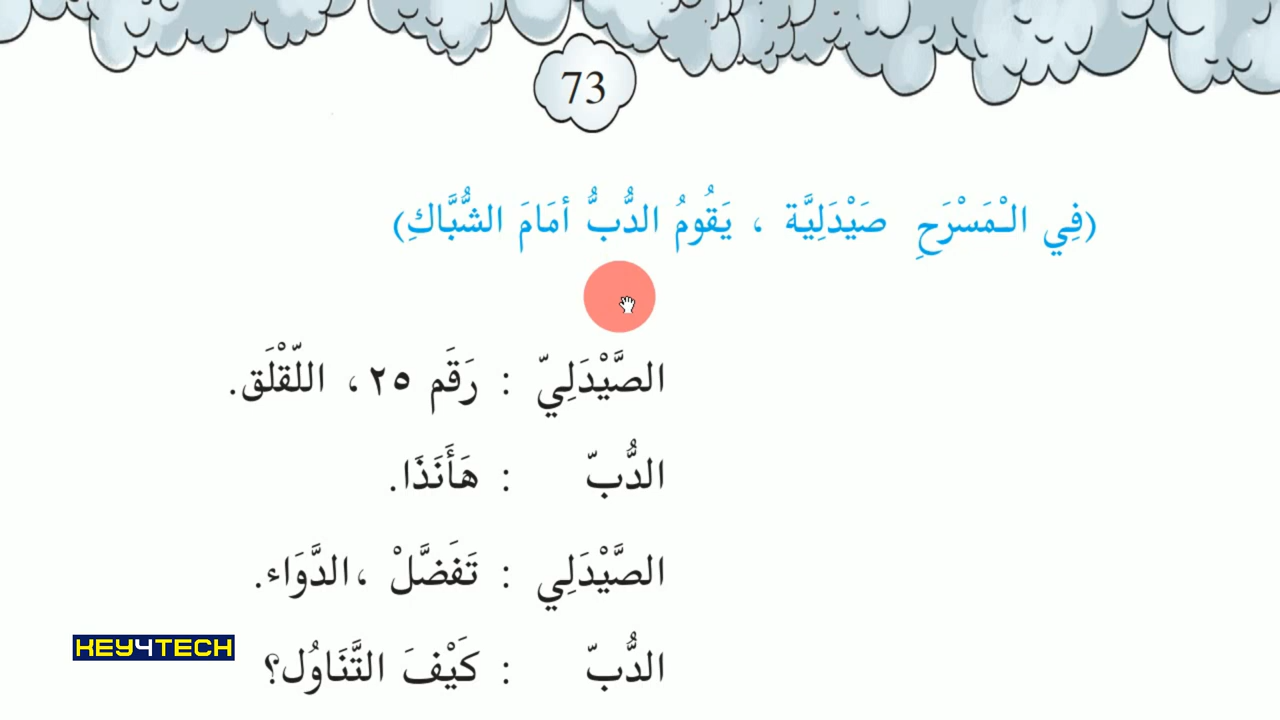 73
(فِي الْمَسْرَحِ صَيْدَلِيَّة ، يَقُومُ الدُّبُّ أمَامَ الشُّبَّاكِ)
الصَّيْدَلِيّ : رَقَم ٢٥ ، اللّقْلَق.
الدُّبّ : هَأَنَذَا.
الصَّيْدَلِي : تَفَضَّلْ ،الدَّوَاء.
الدُّبّ : كَيْفَ التَّنَاوُل؟
KEY4TECH